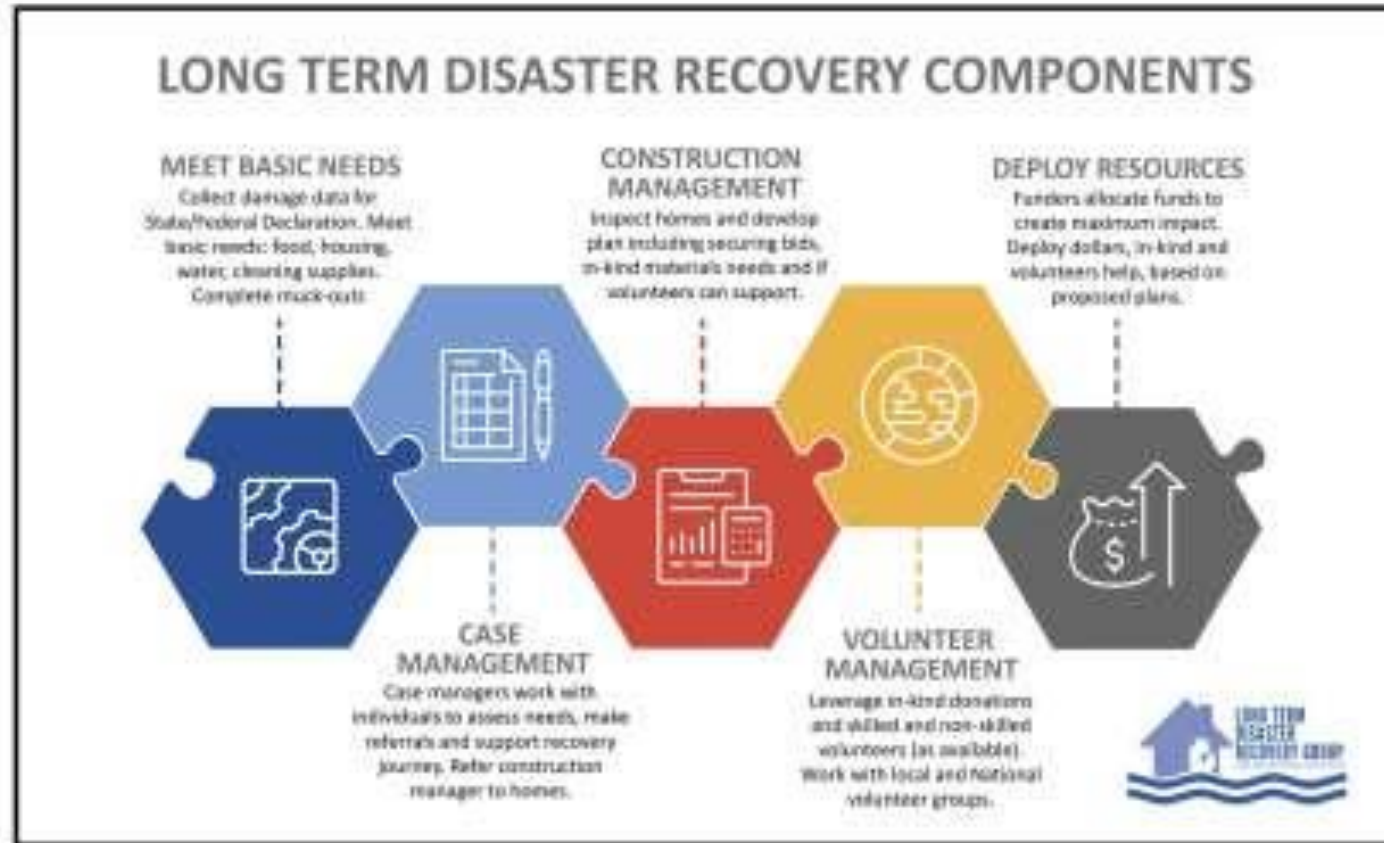 LONG TERM DISASTER RECOVERY COMPONENTS
MEET BASIC NEEDS
Collect damage data for
State/Federal Declaration. Meet
basic needs: food, housing,
water, cleaning supplies.
Complete muck-outs
CONSTRUCTION
MANAGEMENT
Inspect homes and develop
plan including securing bids,
in-kind materials needs and if
volunteers can support.
DEPLOY RESOURCES
Funders allocate funds to
create maximum impact.
Deploy dollars, in-kind and
volunteers help, based on
proposed plans.
$
CASE
MANAGEMENT
Case managers work with
individuals to assess needs, make
referrals and support recovery
journey. Refer construction
manager to homes.
VOLUNTEER
MANAGEMENT
Leverage in-kind donations
and skilled and non-skilled
volunteers (as available).
Work with local and National
volunteer groups.
LONG TERM
DISASTER
RECOVERY GROUP